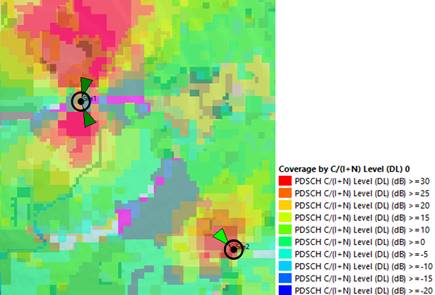 Coverage by C/(I+N) Level (DL) 0
PDSCH C/(I+N) Level (DL) (dB) >=30
PDSCH C/(I+N) Level (DL) (dB) >=25
PDSCH C/(I+N) Level (DL) (dB) >=20
PDSCH C/(I+N) Level (DL) (dB) >=15
PDSCH C/(I+N) Level (DL) (dB) >=10
PDSCH C/(I+N) Level (DL) (dB) >=0
PDSCH C/(I+N) Level (DL) (dB) >=-5
PDSCH C/(I+N) Level (DL) (dB) >=-10
PDSCH C/(I+N) Level (DL) (dB) >=-15
PDSCH C/(I+N) Level (DL) (dB) >=-20